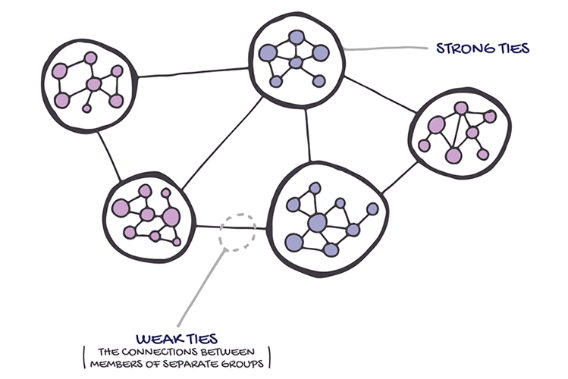 STRONG TIES
WEAK TIES
THE CONNECTIONS BETWEEN
MEMBERS OF SEPARATE GROUPS